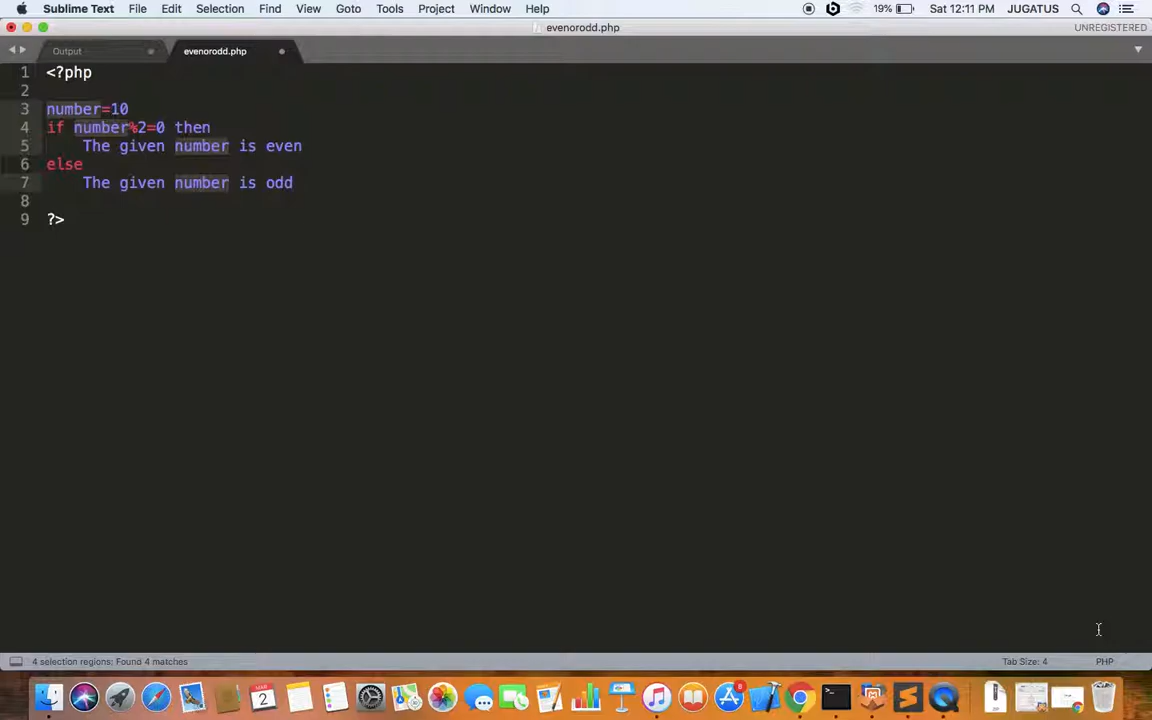 Sublime Text File Edit Selection Find View Goto Tools Project Window Help 19% Sat 12:11 PM JUGATUS
evenorodd.php UNREGISTERED
Output evenorodd.php
1 <?php
2
3 number=10
4 if number%2=0 then
5 The given number is even
6 else
7 The given number is odd
8
9 ?>
4 selection regions; Found 4 matches Tab Size: 4 PHP
MAR
2
6